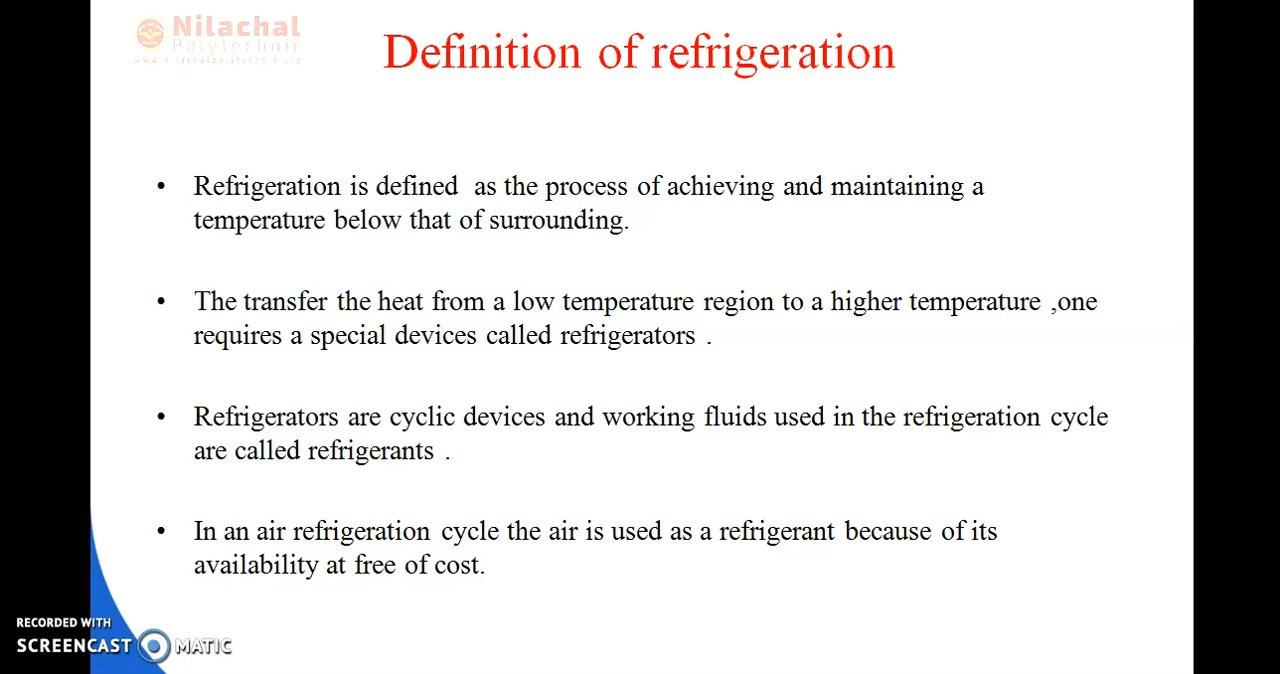 Nilachal
Polytechnic
Definition of refrigeration
• Refrigeration is defined as the process of achieving and maintaining a
temperature below that of surrounding.
• The transfer the heat from a low temperature region to a higher temperature ,one
requires a special devices called refrigerators .
• Refrigerators are cyclic devices and working fluids used in the refrigeration cycle
are called refrigerants .
• In an air refrigeration cycle the air is used as a refrigerant because of its
availability at free of cost.
RECORDED WITH
SCREENCAST MATIC